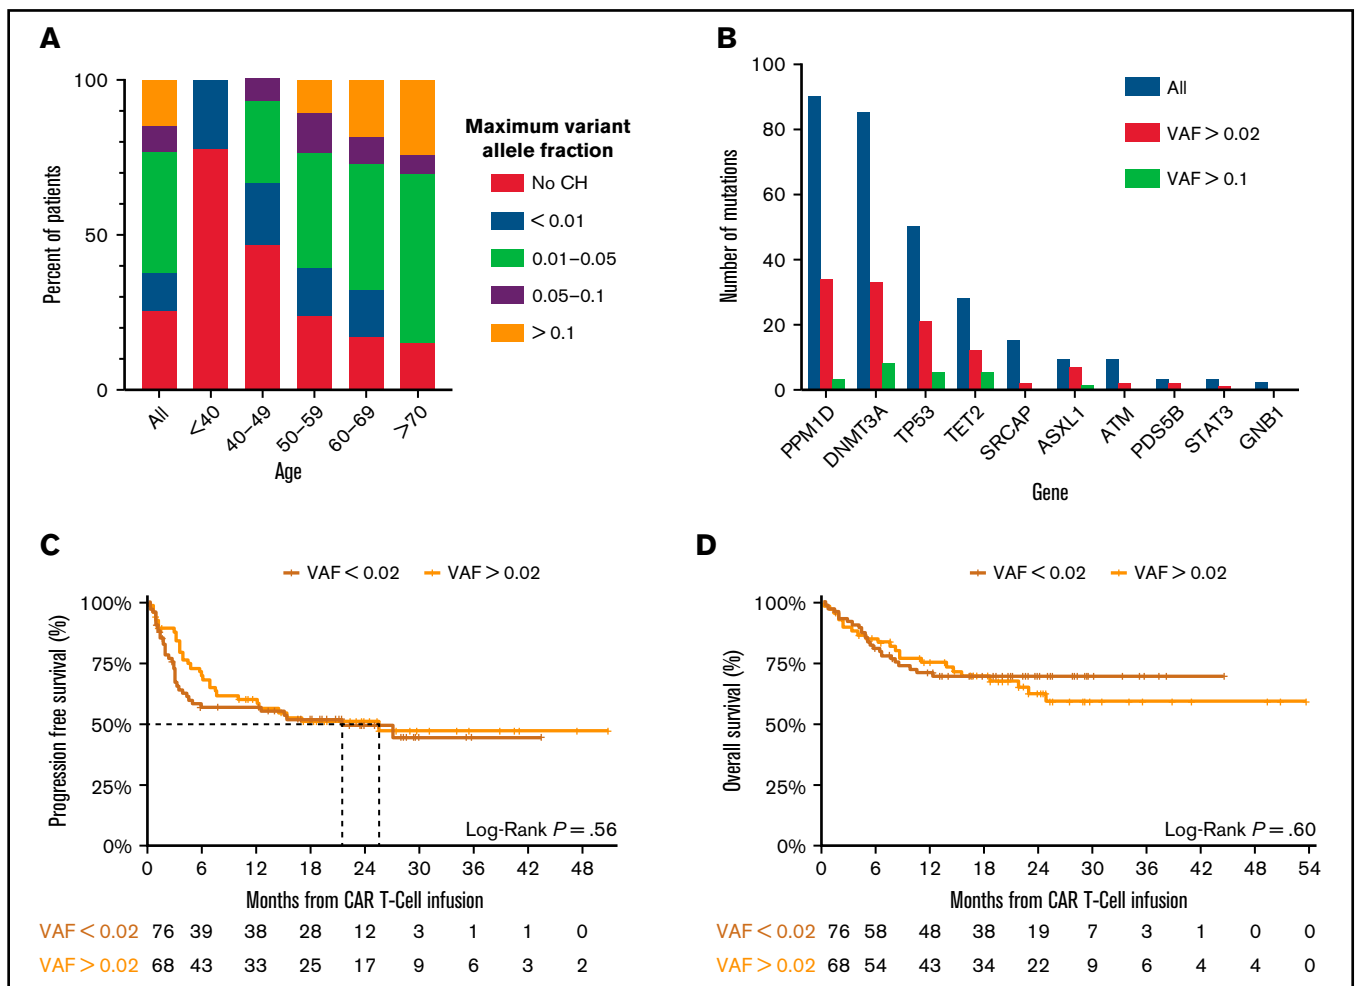 A
100
50
0
Percent of patients
All
<40
40–49
50–59
60–69
>70
Age
Maximum variant
allele fraction
No CH
< 0.01
0.01–0.05
0.05–0.1
> 0.1
B
100
80
60
40
20
0
Number of mutations
All
VAF > 0.02
VAF > 0.1
PPM1D
DNMT3A
TP53
TET2
SRCAP
ASXL1
ATM
PDS5B
STAT3
GNB1
Gene
C
VAF < 0.02 VAF > 0.02
100%
75%
50%
25%
0%
Progression free survival (%)
Log-Rank P = .56
0 6 12 18 24 30 36 42 48
Months from CAR T-Cell infusion
VAF < 0.02 76 39 38 28 12 3 1 1 0
VAF > 0.02 68 43 33 25 17 9 6 3 2
D
VAF < 0.02 VAF > 0.02
100%
75%
50%
25%
0%
Overall survival (%)
Log-Rank P = .60
0 6 12 18 24 30 36 42 48 54
Months from CAR T-Cell infusion
VAF < 0.02 76 58 48 38 19 7 3 1 0 0
VAF > 0.02 68 54 43 34 22 9 6 4 4 0